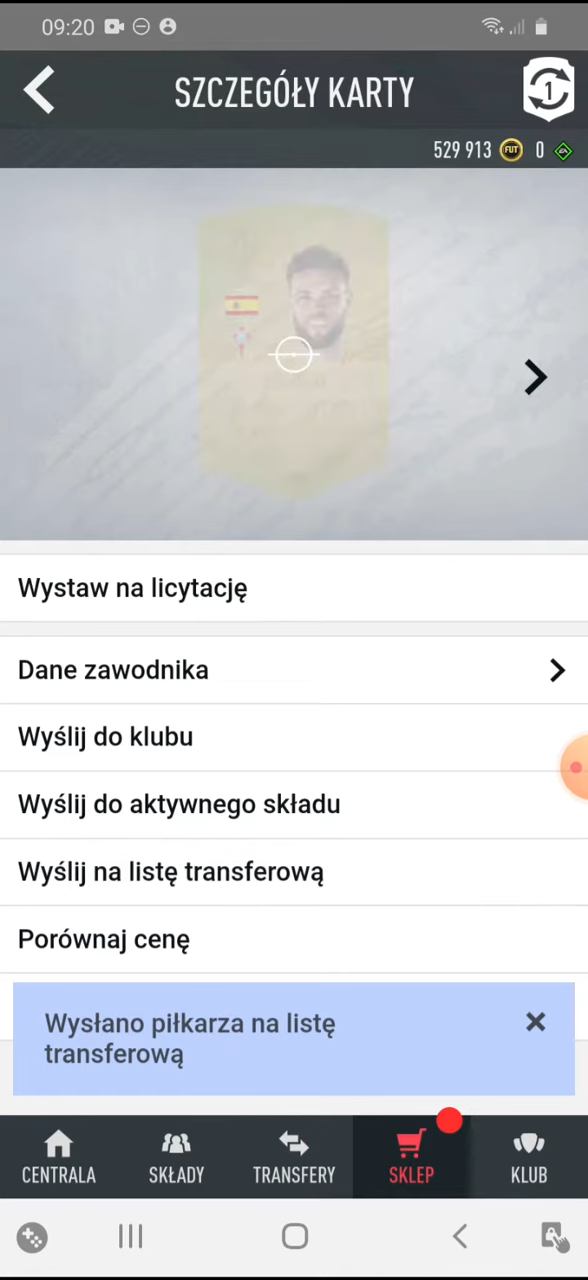 09:20
SZCZEGÓŁY KARTY
1
529 913 FUT 0
Wystaw na licytację
Dane zawodnika
Wyślij do klubu
Wyślij do aktywnego składu
Wyślij na listę transferową
Porównaj cenę
Wysłano piłkarza na listę
transferową
CENTRALA SKŁADY TRANSFERY SKLEP KLUB